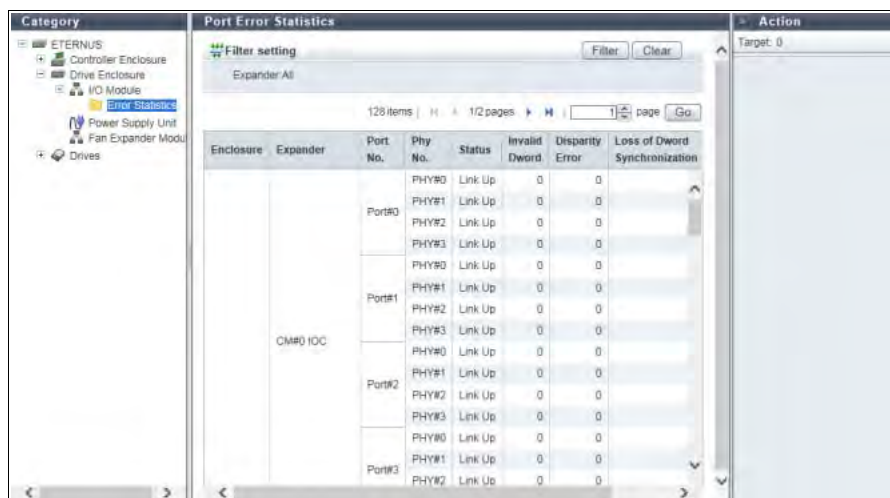 Category
ETERNUS
Controller Enclosure
Drive Enclosure
I/O Module
Error Statistics
Power Supply Unit
Fan Expander Modu
Drives
Port Error Statistics
Filter setting
Filter
Clear
Expander:All
128 items | 1/2 pages | 1 page Go
Enclosure Expander Port No. Phy No. Status Invalid Dword Disparity Error Loss of Dword Synchronization
CM#0 IOC
Port#0
PHY#0 Link Up 0 0
PHY#1 Link Up 0 0
PHY#2 Link Up 0 0
PHY#3 Link Up 0 0
Port#1
PHY#0 Link Up 0 0
PHY#1 Link Up 0 0
PHY#2 Link Up 0 0
PHY#3 Link Up 0 0
Port#2
PHY#0 Link Up 0 0
PHY#1 Link Up 0 0
PHY#2 Link Up 0 0
PHY#3 Link Up 0 0
Port#3
PHY#0 Link Up 0 0
PHY#1 Link Up 0 0
PHY#2 Link Up 0 0
Action
Target: 0